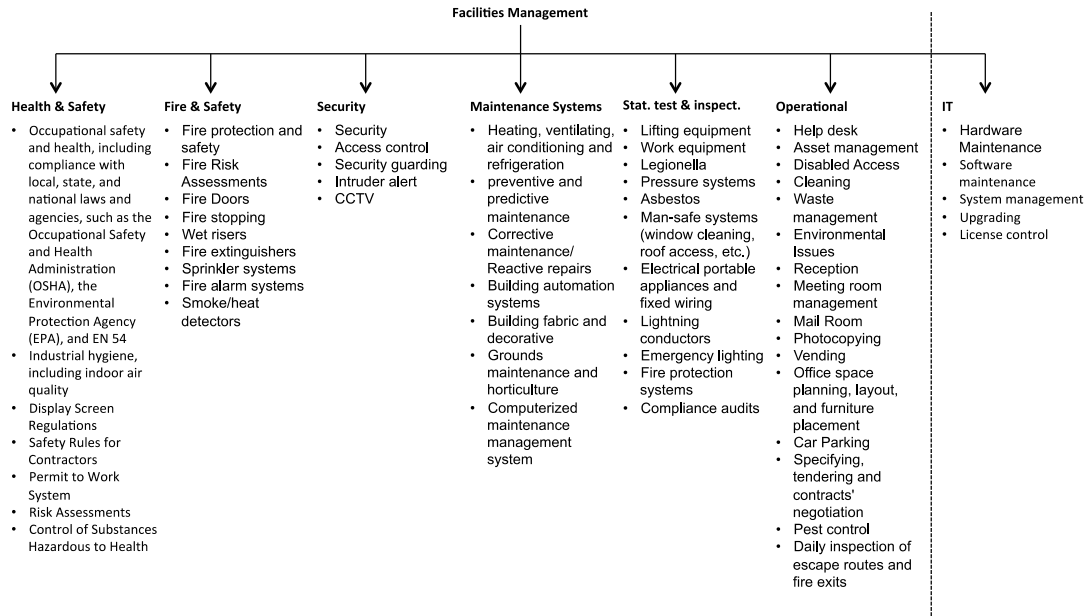 Facilities Management
Health & Safety
• Occupational safety
and health, including
compliance with
local, state, and
national laws and
agencies, such as the
Occupational Safety
and Health
Administration
(OSHA), the
Environmental
Protection Agency
(EPA), and EN 54
• Industrial hygiene,
including indoor air
quality
• Display Screen
Regulations
• Safety Rules for
Contractors
• Permit to Work
System
• Risk Assessments
• Control of Substances
Hazardous to Health
Fire & Safety
• Fire protection and
safety
• Fire Risk
Assessments
• Fire Doors
• Fire stopping
• Wet risers
• Fire extinguishers
• Sprinkler systems
• Fire alarm systems
• Smoke/heat
detectors
Security
• Security
• Access control
• Security guarding
• Intruder alert
• CCTV
Maintenance Systems
• Heating, ventilating,
air conditioning and
refrigeration
• preventive and
predictive
maintenance
• Corrective
maintenance/
Reactive repairs
• Building automation
systems
• Building fabric and
decorative
• Grounds
maintenance and
horticulture
• Computerized
maintenance
management
system
Stat. test & inspect.
• Lifting equipment
• Work equipment
• Legionella
• Pressure systems
• Asbestos
• Man-safe systems
(window cleaning,
roof access, etc.)
• Electrical portable
appliances and
fixed wiring
• Lightning
conductors
• Emergency lighting
• Fire protection
systems
• Compliance audits
Operational
• Help desk
• Asset management
• Disabled Access
• Cleaning
• Waste
management
• Environmental
Issues
• Reception
• Meeting room
management
• Mail Room
• Photocopying
• Vending
• Office space
planning, layout,
and furniture
placement
• Car Parking
• Specifying,
tendering and
contracts'
negotiation
• Pest control
• Daily inspection of
escape routes and
fire exits
IT
• Hardware
Maintenance
• Software
maintenance
• System management
• Upgrading
• License control